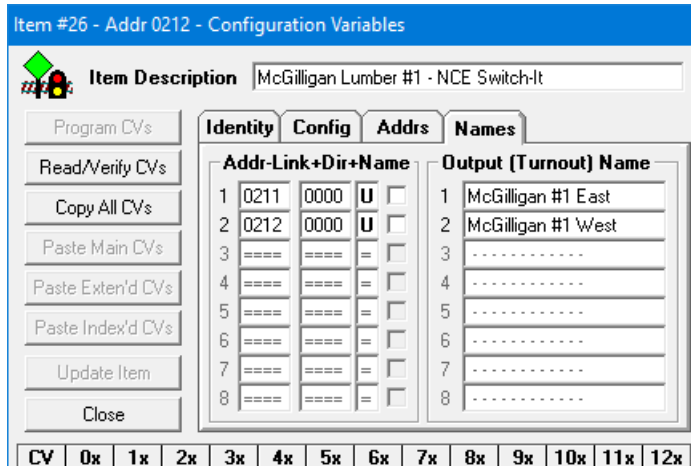 Item #26 - Addr 0212 - Configuration Variables
Item Description McGilligan Lumber #1 - NCE Switch-It
Program CVs
Read/Verify CVs
Copy All CVs
Paste Main CVs
Paste Exten'd CVs
Paste Index'd CVs
Update Item
Close
Identity Config Addrs Names
Addr-Link+Dir+Name Output (Turnout) Name
1 0211 0000 U 1 McGilligan #1 East
2 0212 0000 U 2 McGilligan #1 West
3 ==== ==== = 3 - - - - - - - - - - - -
4 ==== ==== = 4 - - - - - - - - - - - -
5 ==== ==== = 5 - - - - - - - - - - - -
6 ==== ==== = 6 - - - - - - - - - - - -
7 ==== ==== = 7 - - - - - - - - - - - -
8 ==== ==== = 8 - - - - - - - - - - - -
CV 0x 1x 2x 3x 4x 5x 6x 7x 8x 9x 10x 11x 12x